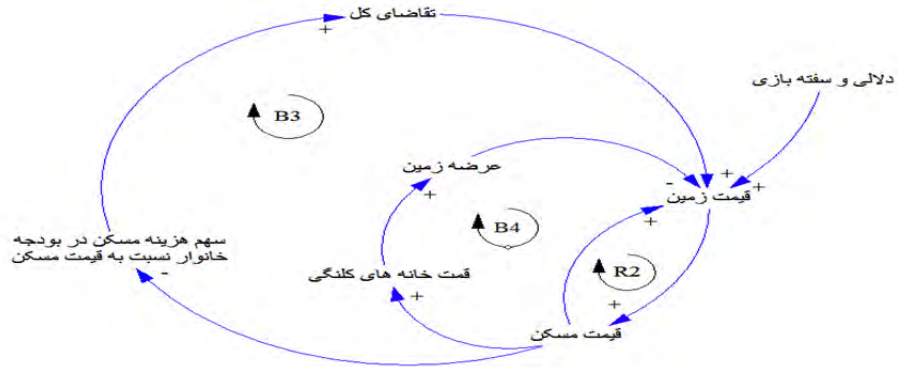 تقاضای کل
+
B3
دلالی و سفته بازی
عرضه زمین
+
-
+
+
قیمت زمین
+
B4
سهم هزینه مسکن در بودجه
خانوار نسبت به قیمت مسکن
-
قمت خانه های کلنگی
+
R2
+
قیمت مسکن